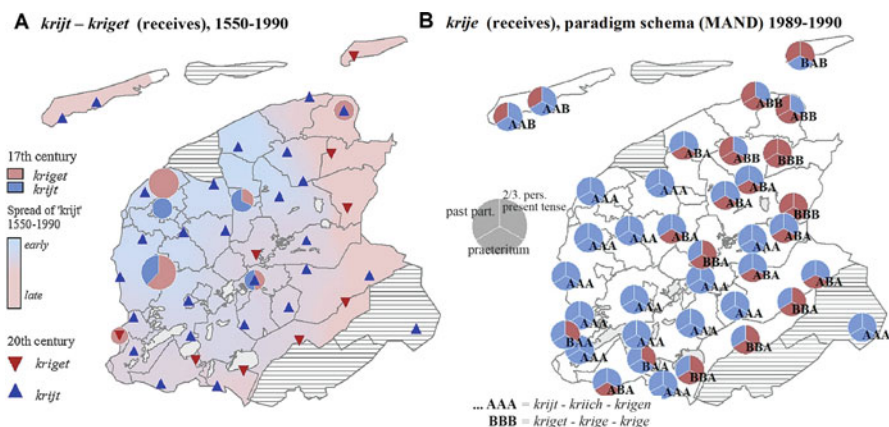 A krijt – kriget (receives), 1550-1990
17th century
kriget
krijt
Spread of 'krijt'
1550-1990
early
late
20th century
kriget
krijt
B krije (receives), paradigm schema (MAND) 1989-1990
BAB
AAB
AAB
ABB
ABB
ABA
ABB
BBB
past part.
2/3. pers.
present tense
praeteritum
AAA
AAA
ABA
ABA
BBB
AAA
AAA
ABA
AAA
ABA
BBA
AAA
ABA
ABA
AAA
AAA
AAA
BBA
AAA
AAA
AAA
BAA
AAA
BBA
AAA
BAA
BBA
ABA
AAA
... AAA = krijt - kriich - krigen
BBB = kriget - krige - krige